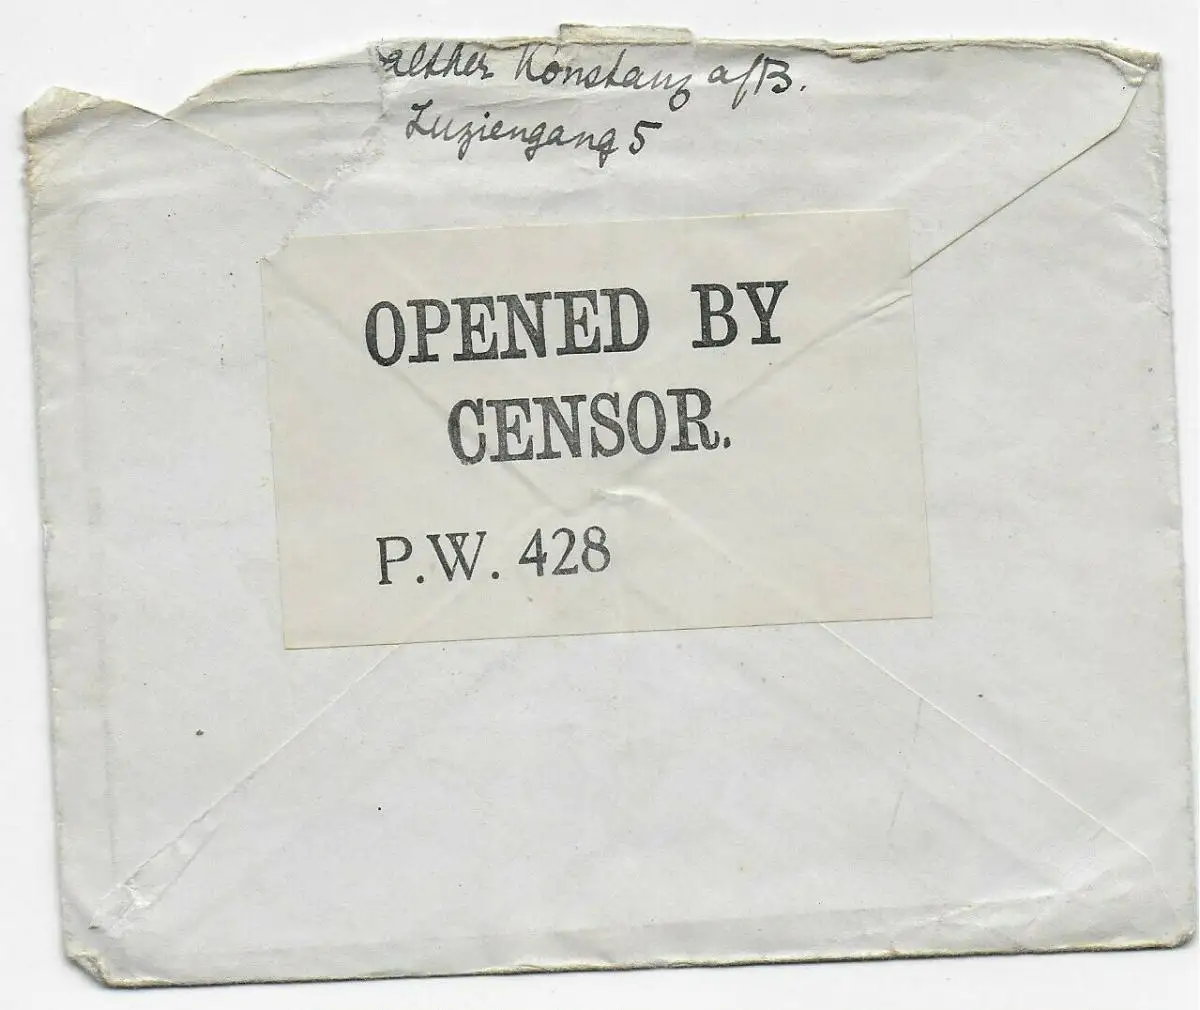 alther Konstanz a/B.
Luziengang 5
OPENED BY
CENSOR.
P.W. 428